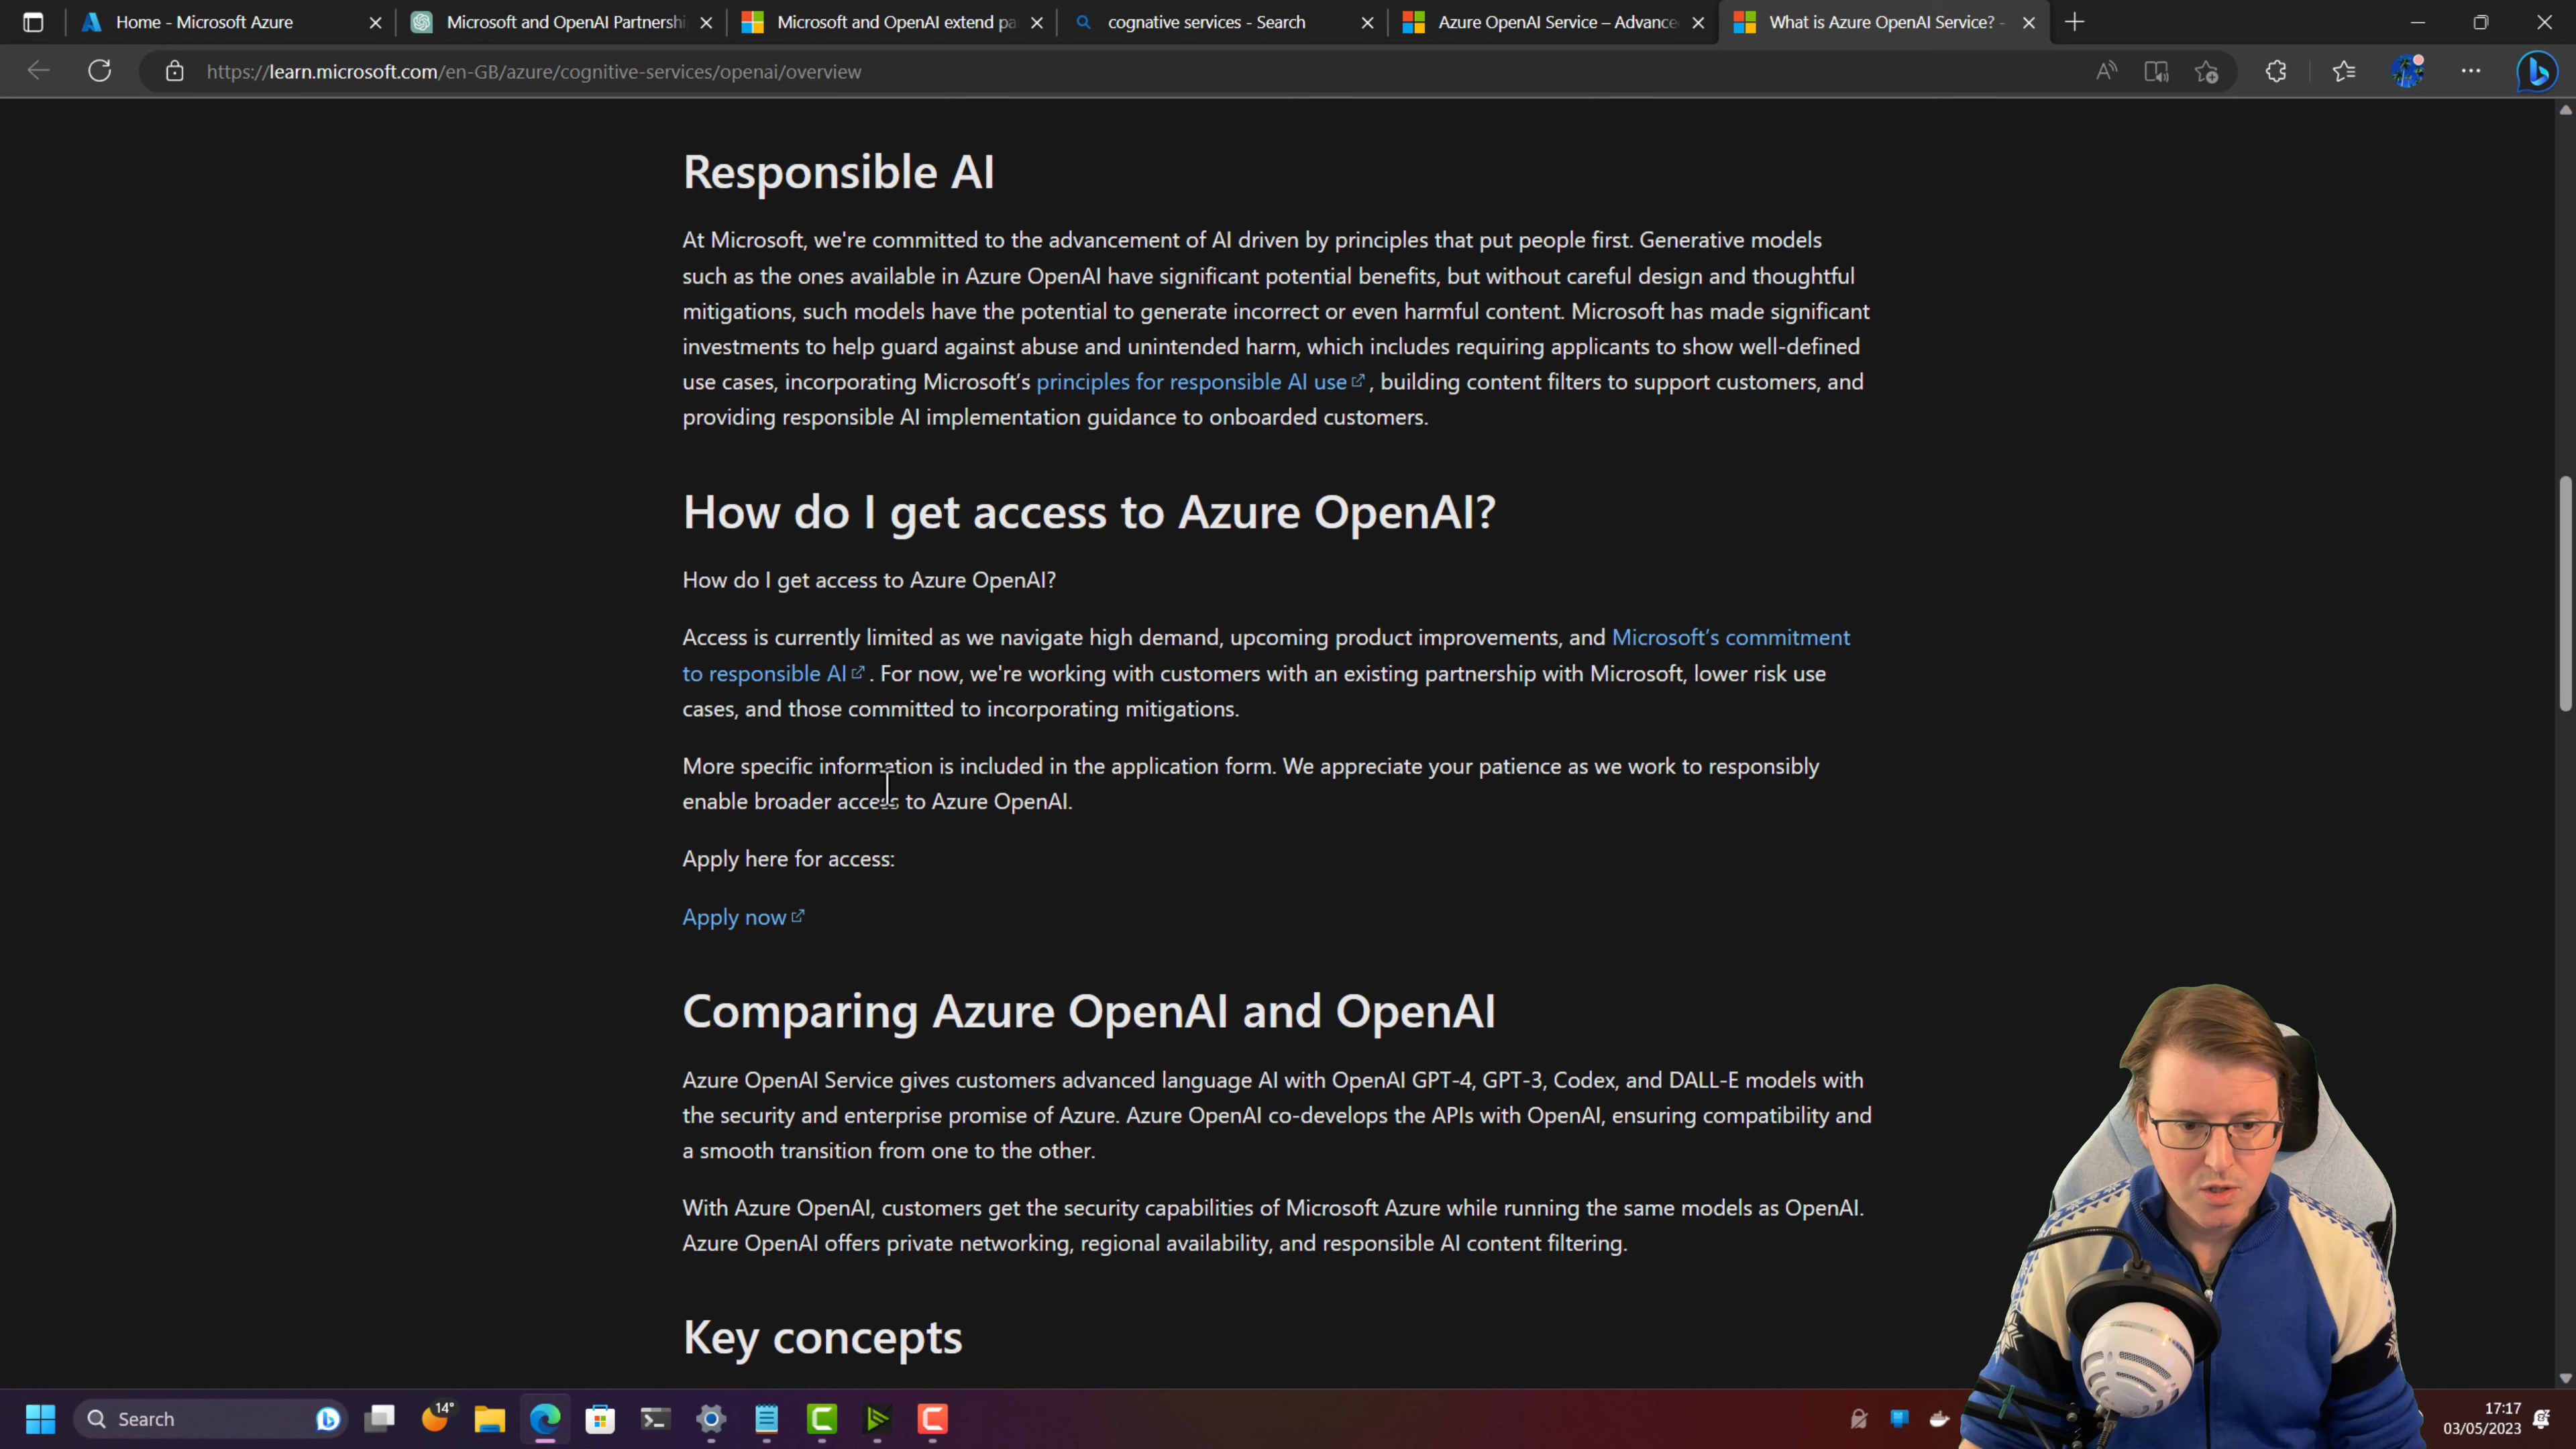 Home - Microsoft Azure
Microsoft and OpenAI Partnershi
Microsoft and OpenAI extend pa
cognative services - Search
Azure OpenAI Service – Advance
What is Azure OpenAI Service? -
https://learn.microsoft.com/en-GB/azure/cognitive-services/openai/overview
Responsible AI
At Microsoft, we're committed to the advancement of AI driven by principles that put people first. Generative models
such as the ones available in Azure OpenAI have significant potential benefits, but without careful design and thoughtful
mitigations, such models have the potential to generate incorrect or even harmful content. Microsoft has made significant
investments to help guard against abuse and unintended harm, which includes requiring applicants to show well-defined
use cases, incorporating Microsoft's principles for responsible AI use, building content filters to support customers, and
providing responsible AI implementation guidance to onboarded customers.
How do I get access to Azure OpenAI?
How do I get access to Azure OpenAI?
Access is currently limited as we navigate high demand, upcoming product improvements, and Microsoft's commitment
to responsible AI. For now, we're working with customers with an existing partnership with Microsoft, lower risk use
cases, and those committed to incorporating mitigations.
More specific information is included in the application form. We appreciate your patience as we work to responsibly
enable broader access to Azure OpenAI.
Apply here for access:
Apply now
Comparing Azure OpenAI and OpenAI
Azure OpenAI Service gives customers advanced language AI with OpenAI GPT-4, GPT-3, Codex, and DALL-E models with
the security and enterprise promise of Azure. Azure OpenAI co-develops the APIs with OpenAI, ensuring compatibility and
a smooth transition from one to the other.
With Azure OpenAI, customers get the security capabilities of Microsoft Azure while running the same models as OpenAI.
Azure OpenAI offers private networking, regional availability, and responsible AI content filtering.
Key concepts
Search
14°
17:17
03/05/2023